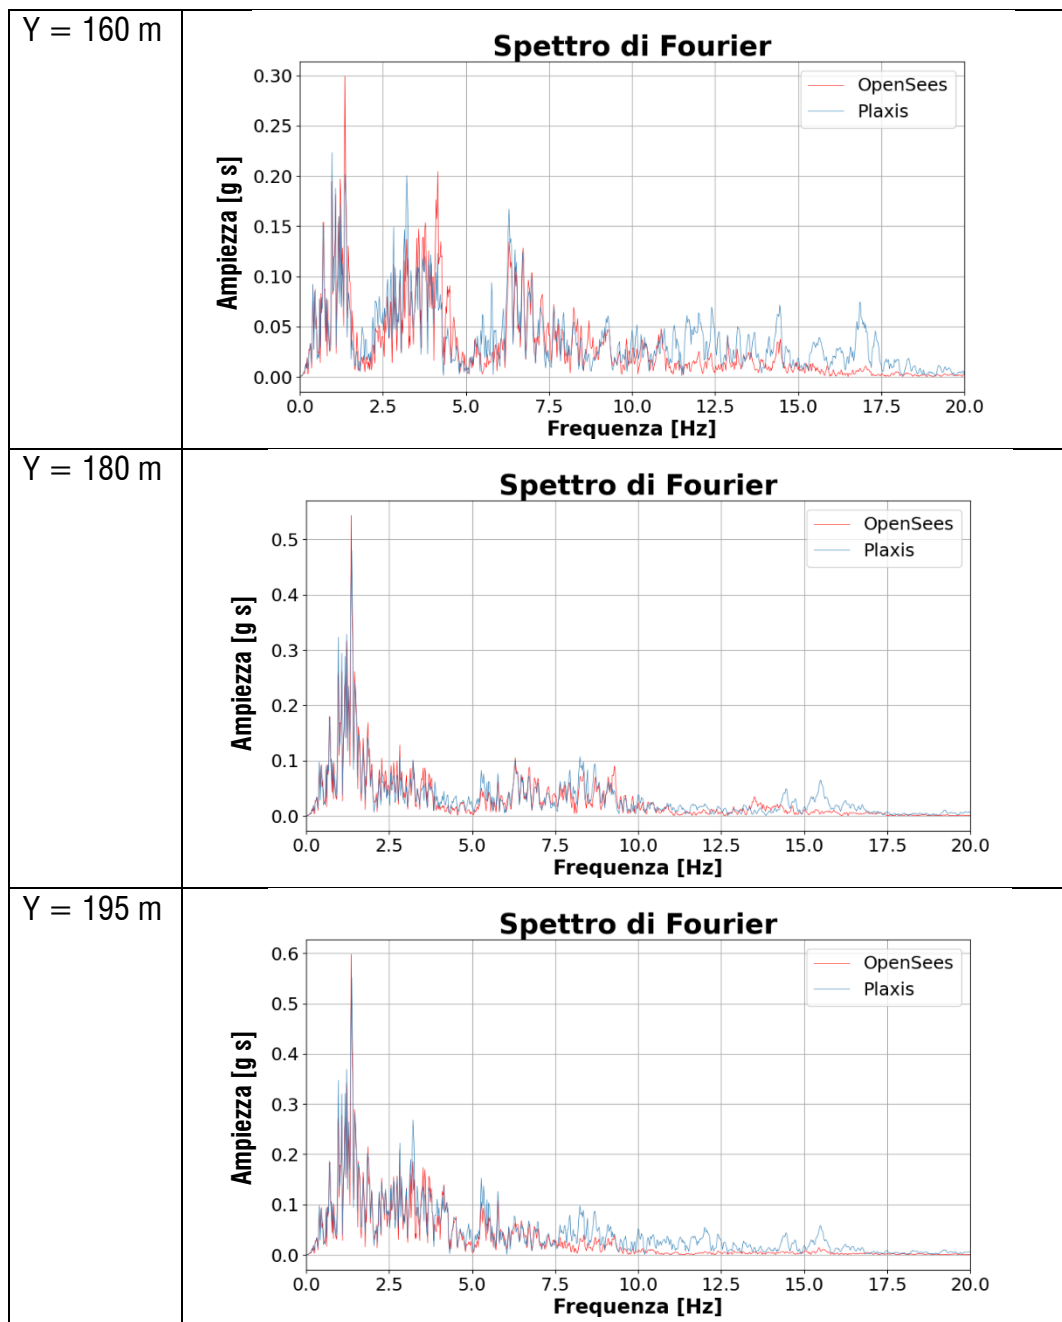 Y = 160 m
Spettro di Fourier
OpenSees
Plaxis
0.30
0.25
0.20
0.15
0.10
0.05
0.00
Ampiezza [g s]
0.0 2.5 5.0 7.5 10.0 12.5 15.0 17.5 20.0
Frequenza [Hz]
Y = 180 m
Spettro di Fourier
OpenSees
Plaxis
0.5
0.4
0.3
0.2
0.1
0.0
Ampiezza [g s]
0.0 2.5 5.0 7.5 10.0 12.5 15.0 17.5 20.0
Frequenza [Hz]
Y = 195 m
Spettro di Fourier
OpenSees
Plaxis
0.6
0.5
0.4
0.3
0.2
0.1
0.0
Ampiezza [g s]
0.0 2.5 5.0 7.5 10.0 12.5 15.0 17.5 20.0
Frequenza [Hz]